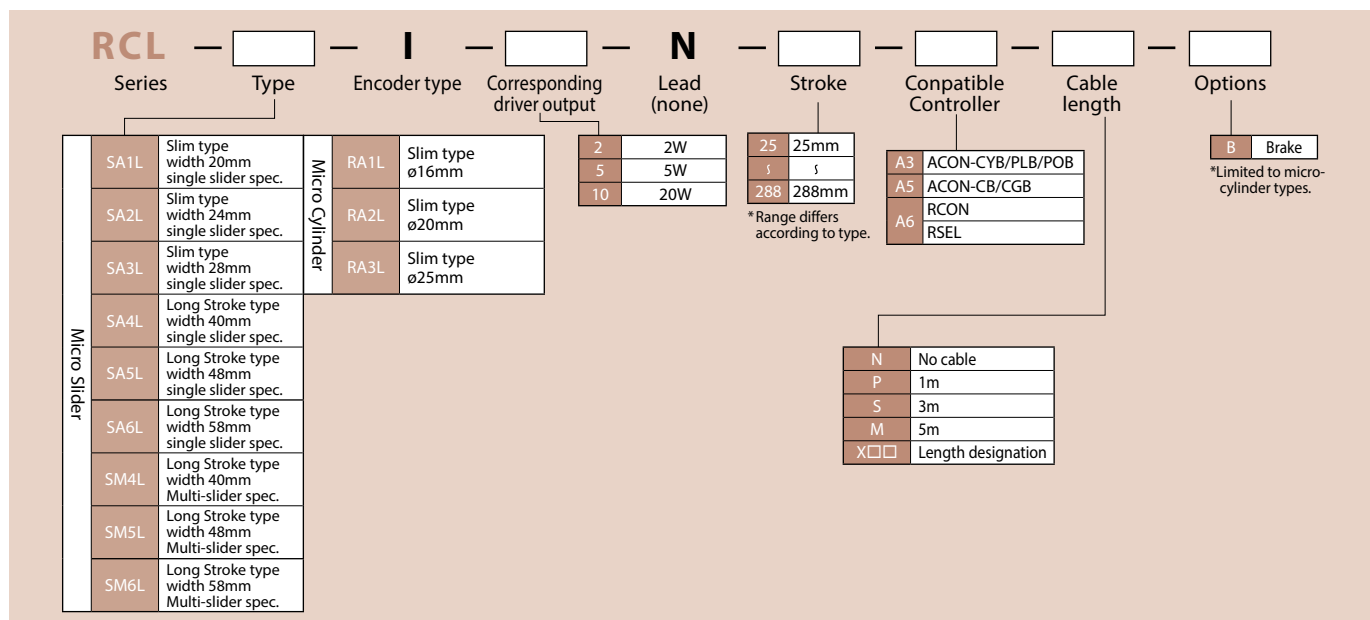 RCL — — I — — N — — — —
Series
Type
Encoder type
Corresponding
driver output
Lead
(none)
Stroke
Conpatible
Controller
Cable
length
Options
Micro Slider
SA1L
Slim type
width 20mm
single slider spec.
SA2L
Slim type
width 24mm
single slider spec.
SA3L
Slim type
width 28mm
single slider spec.
SA4L
Long Stroke type
width 40mm
single slider spec.
SA5L
Long Stroke type
width 48mm
single slider spec.
SA6L
Long Stroke type
width 58mm
single slider spec.
SM4L
Long Stroke type
width 40mm
Multi-slider spec.
SM5L
Long Stroke type
width 48mm
Multi-slider spec.
SM6L
Long Stroke type
width 58mm
Multi-slider spec.
Micro Cylinder
RA1L
Slim type
ø16mm
RA2L
Slim type
ø20mm
RA3L
Slim type
ø25mm
2 2W
5 5W
10 20W
25 25mm
∫ ∫
288 288mm
*Range differs
according to type.
A3 ACON-CYB/PLB/POB
A5 ACON-CB/CGB
A6
RCON
RSEL
N No cable
P 1m
S 3m
M 5m
X□□ Length designation
B Brake
*Limited to micro-
cylinder types.